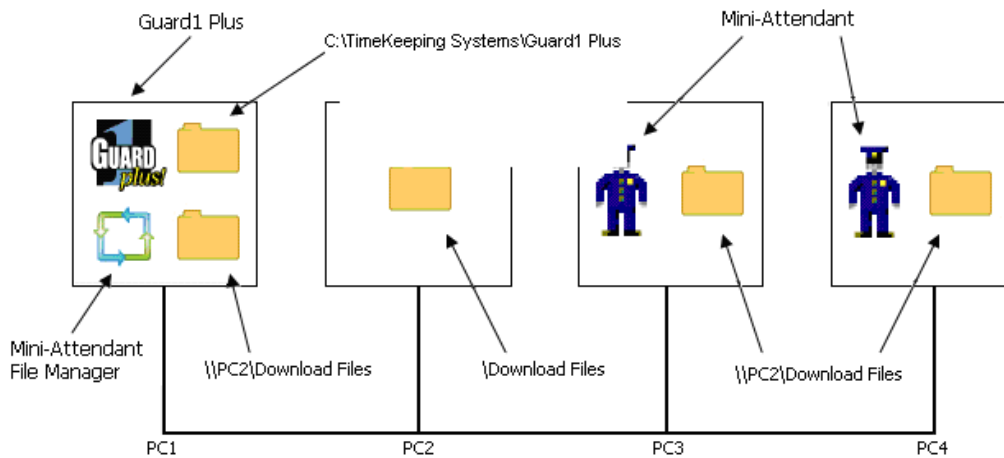 Guard1 Plus
C:\TimeKeeping Systems\Guard1 Plus
Mini-Attendant
1
GUARD
plus!
Mini-Attendant
File Manager
\\PC2\Download Files
\Download Files
\\PC2\Download Files
PC1
PC2
PC3
PC4